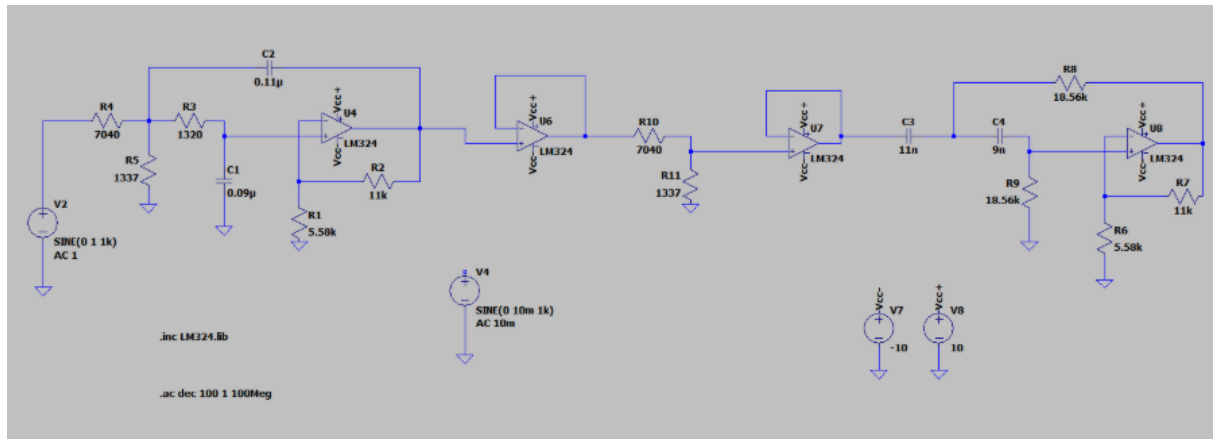 C2
0.11µ
R4
7040
R3
1320
R5
1337
C1
0.09µ
Vcc+
U4
LM324
Vcc-
R2
11k
R1
5.58k
V2
SINE(0 1 1k)
AC 1
Vcc+
U6
LM324
Vcc-
R10
7040
R11
1337
Vcc+
U7
LM324
Vcc-
C3
11n
C4
9n
R8
18.56k
Vcc+
U8
LM324
Vcc-
R9
18.56k
R7
11k
R6
5.58k
V4
SINE(0 10m 1k)
AC 10m
Vcc-
V7
-10
Vcc+
V8
10
.inc LM324.lib
.ac dec 100 1 100Meg